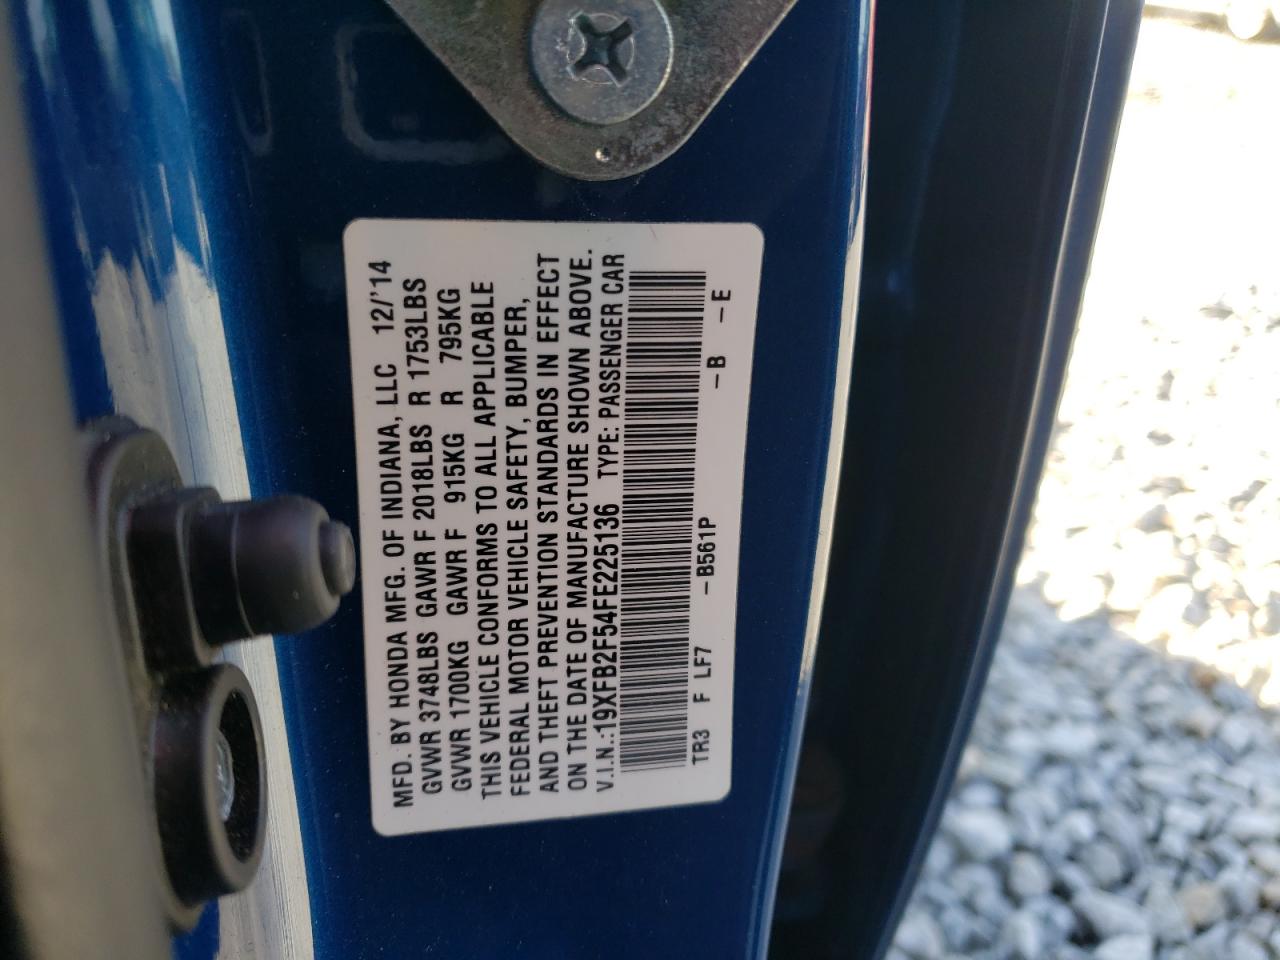 MFD. BY HONDA MFG. OF INDIANA, LLC 12/'14
GVWR 3748LBS GAWR F 2018LBS R 1753LBS
GVWR 1700KG GAWR F 915KG R 795KG
THIS VEHICLE CONFORMS TO ALL APPLICABLE
FEDERAL MOTOR VEHICLE SAFETY, BUMPER,
AND THEFT PREVENTION STANDARDS IN EFFECT
ON THE DATE OF MANUFACTURE SHOWN ABOVE.
V.I.N.:19XFB2F54FE225136 TYPE: PASSENGER CAR
TR3 F LF7 –B561P –B –E